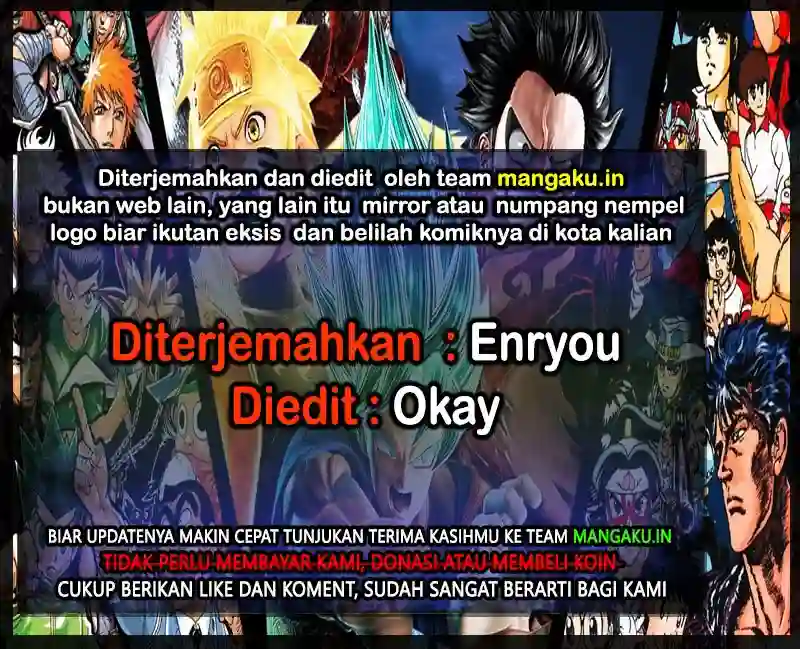 Diterjemahkan dan diedit oleh team mangaku.in
bukan web lain, yang lain itu mirror atau numpang nempel
logo biar ikutan eksis dan belilah komiknya di kota kalian
Diterjemahkan : Enryou
Diedit : Okay
BIAR UPDATENYA MAKIN CEPAT TUNJUKAN TERIMA KASIHMU KE TEAM MANGAKU.IN
TIDAK PERLU MEMBAYAR KAMI, DONASI ATAU MEMBELI KOIN
CUKUP BERIKAN LIKE DAN KOMENT, SUDAH SANGAT BERARTI BAGI KAMI